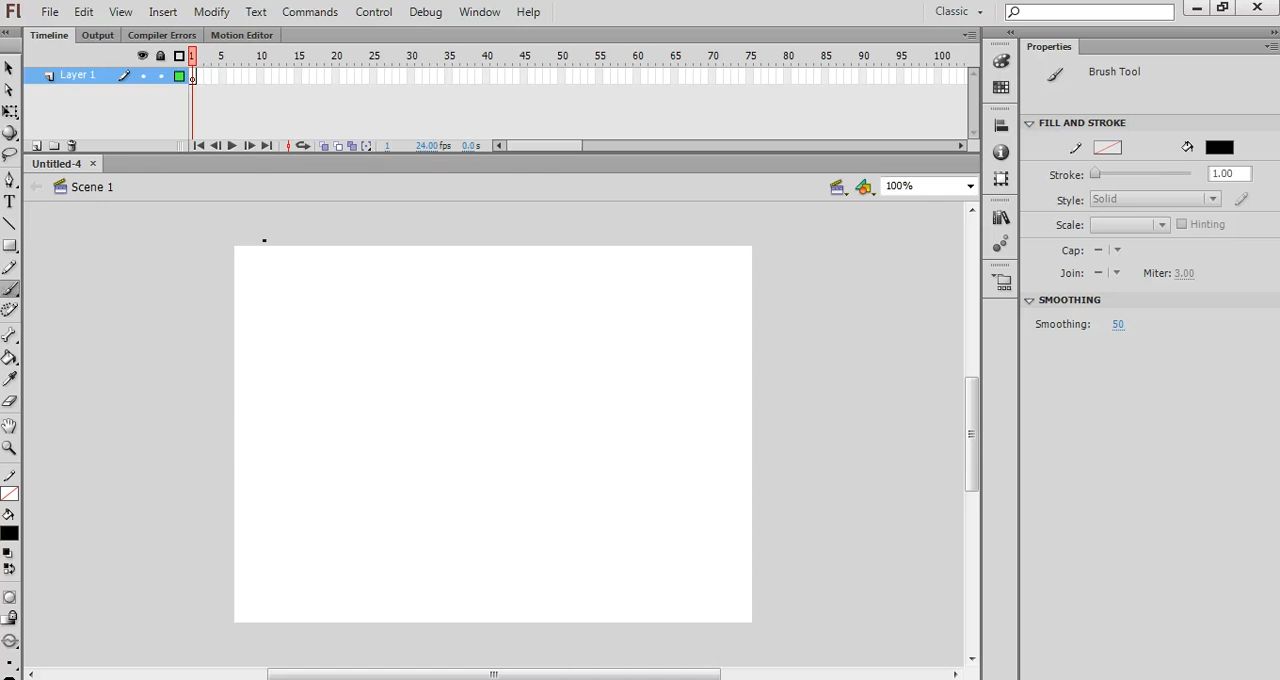 Fl File Edit View Insert Modify Text Commands Control Debug Window Help Classic
Timeline Output Compiler Errors Motion Editor
1 5 10 15 20 25 30 35 40 45 50 55 60 65 70 75 80 85 90 95 100
Layer 1
1 24.00 fps 0.0 s
Untitled-4
Scene 1 100%
Properties
Brush Tool
FILL AND STROKE
Stroke: 1.00
Style: Solid
Scale: Hinting
Cap:
Join: Miter: 3.00
SMOOTHING
Smoothing: 50